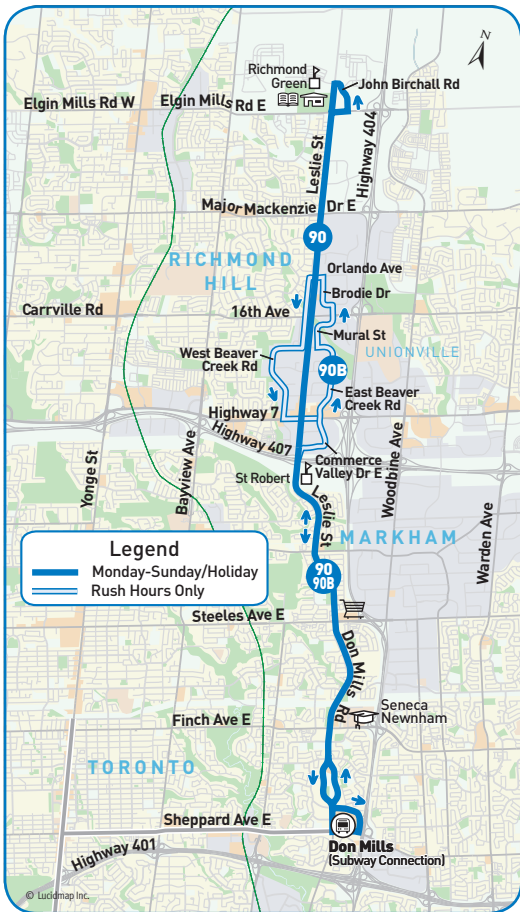 N
Richmond
Green
John Birchall Rd
Elgin Mills Rd W
Elgin Mills Rd E
Leslie St
Highway 404
Major Mackenzie Dr E
90
RICHMOND
HILL
Orlando Ave
Brodie Dr
Carrville Rd
16th Ave
Mural St
UNIONVILLE
West Beaver
Creek Rd
90B
East Beaver
Creek Rd
Highway 7
Highway 407
Commerce
Valley Dr E
Woodbine Ave
Yonge St
Bayview Ave
St Robert
Leslie St
Warden Ave
MARKHAM
Legend
Monday-Sunday/Holiday
Rush Hours Only
90
90B
Steeles Ave E
Don Mills Rd
Seneca
Newnham
Finch Ave E
TORONTO
Sheppard Ave E
Highway 401
Don Mills
(Subway Connection)
© Lucidmap Inc.